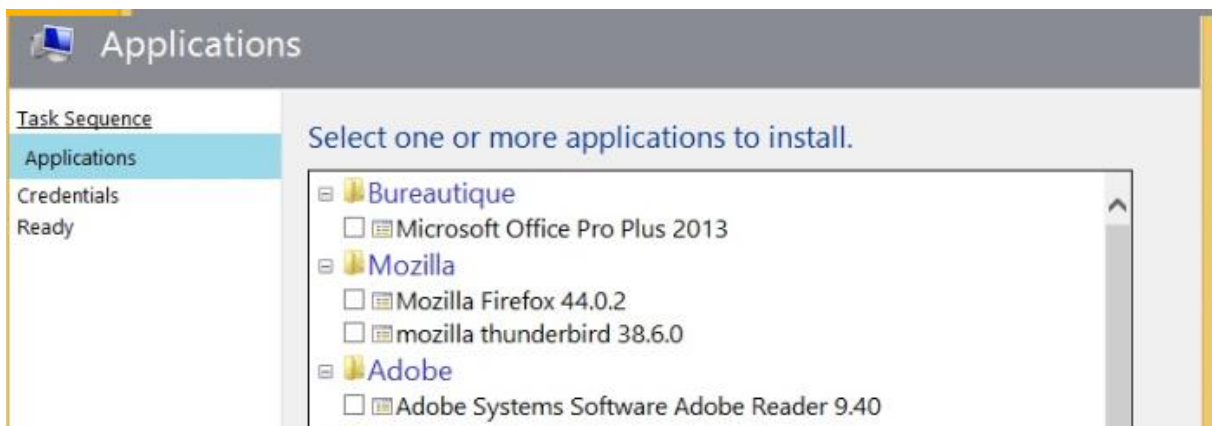 Applications
Task Sequence
Applications
Credentials
Ready
Select one or more applications to install.
Bureautique
Microsoft Office Pro Plus 2013
Mozilla
Mozilla Firefox 44.0.2
mozilla thunderbird 38.6.0
Adobe
Adobe Systems Software Adobe Reader 9.40